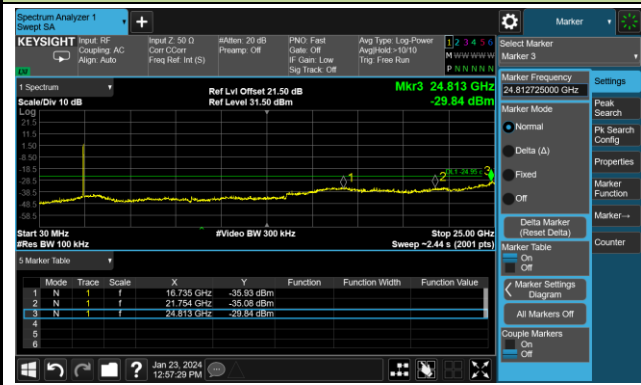 Spectrum Analyzer 1
Swept SA
+
Marker
KEYSIGHT Input: RF Input Z: 50 Ω #Atten: 20 dB PNO: Fast Avg Type: Log-Power 1 2 3 4 5 6
Coupling: AC Corr CCorr Preamp: Off Gate: Off Avg|Hold:>10/10 M W W W W W
Align: Auto Freq Ref: Int (S) IF Gain: Low Trig: Free Run
Sig Track: Off P N N N N N
Select Marker
Marker 3
1 Spectrum
Ref Lvl Offset 21.50 dB
Mkr3 24.813 GHz
Scale/Div 10 dB
Ref Level 31.50 dBm
-29.84 dBm
Log
21.5
11.5
1.50
-8.50
-18.5
-28.5
-38.5
-48.5
-58.5
1
2
3
Start 30 MHz
#Video BW 300 kHz
Stop 25.00 GHz
#Res BW 100 kHz
Sweep ~2.44 s (2001 pts)
5 Marker Table
Mode Trace Scale X Y Function Function Width Function Value
1 N 1 f 16.735 GHz -35.93 dBm
2 N 1 f 21.754 GHz -35.08 dBm
3 N 1 f 24.813 GHz -29.84 dBm
4
5
6
Marker Frequency
24.812725000 GHz
Marker Mode
Normal
Delta (Δ)
Fixed
Off
Delta Marker
(Reset Delta)
Marker Table
On
Off
Marker Settings
Diagram
All Markers Off
Couple Markers
On
Off
Settings
Peak
Search
Pk Search
Config
Properties
Marker
Function
Marker→
Counter
?
Jan 23, 2024
12:57:29 PM